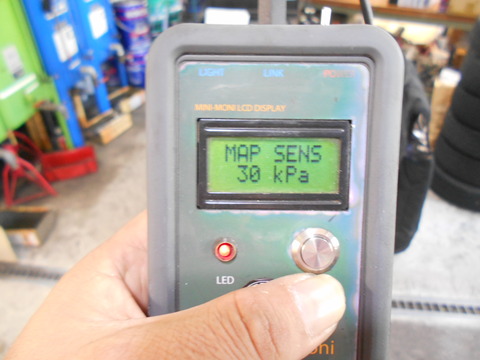 LIGHT LINK
MINI-MONI LCD DISPLAY
MAP SENS
30 kPa
LED